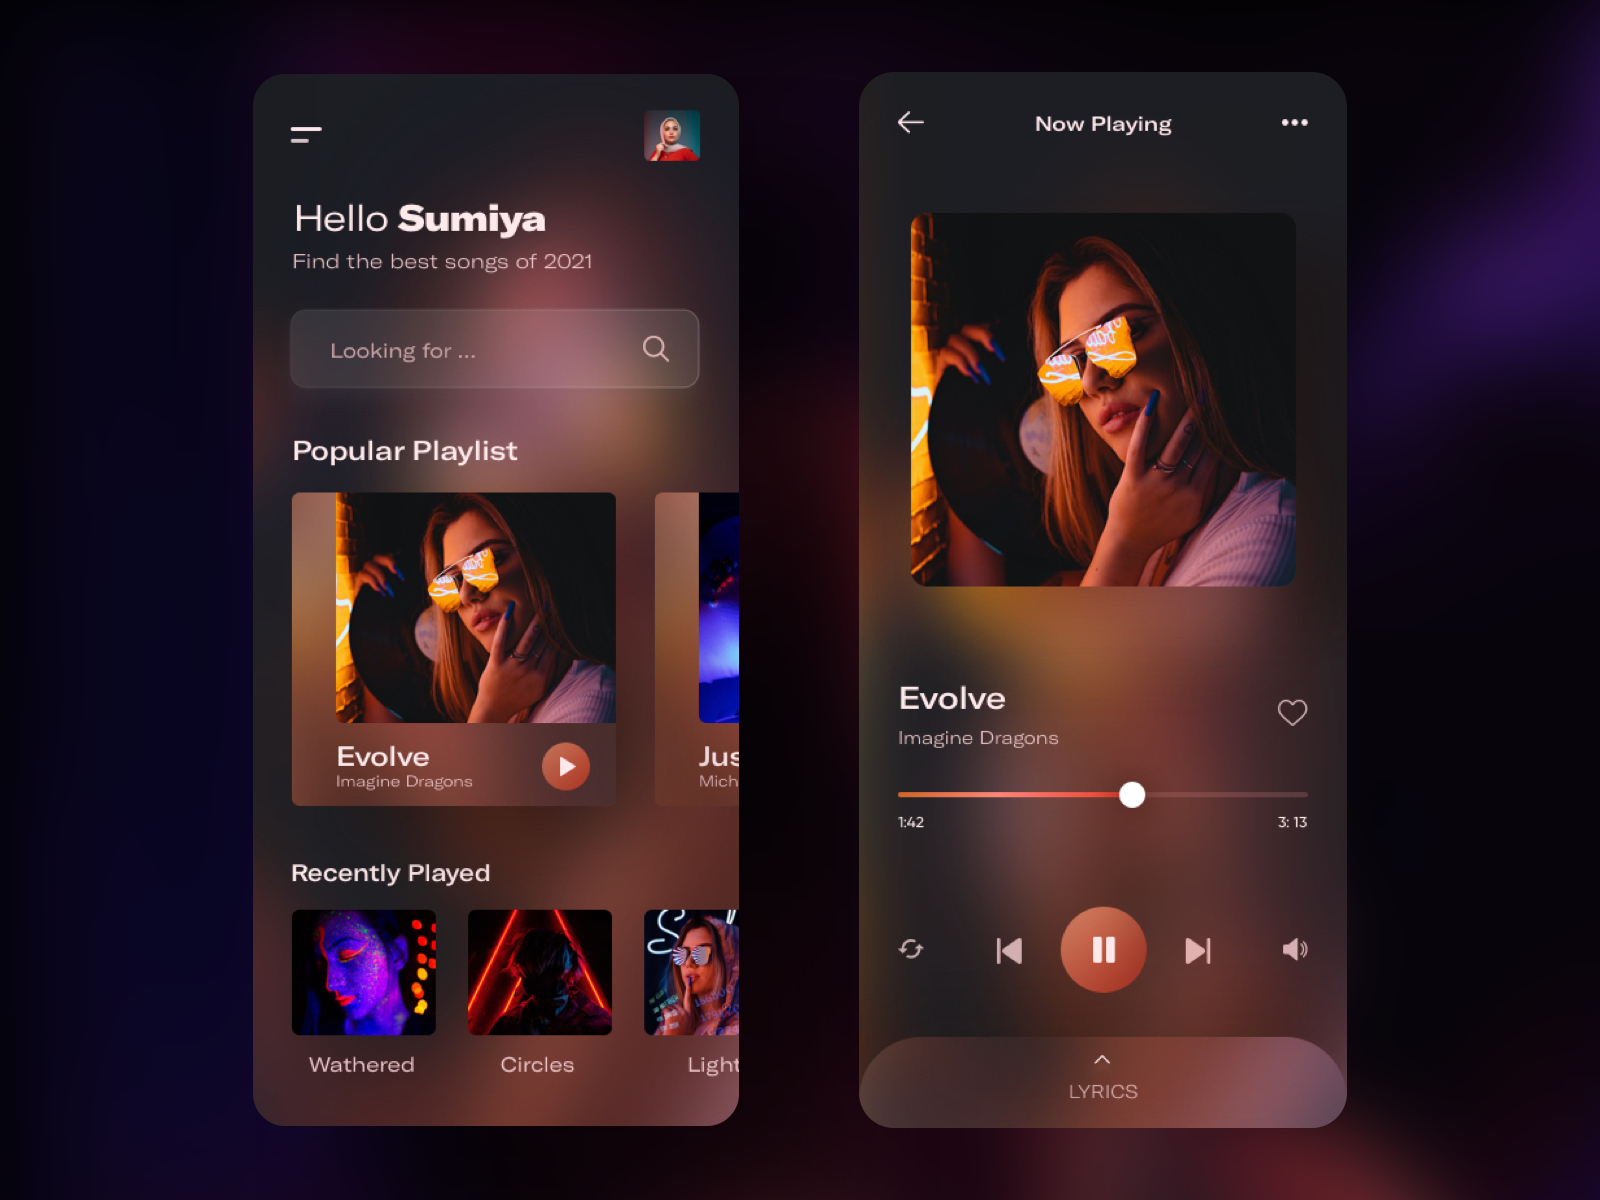 Hello Sumiya
Find the best songs of 2021
Looking for ...
Popular Playlist
Evolve
Imagine Dragons
Jus
Mich
Recently Played
Wathered
Circles
Light
Now Playing
Evolve
Imagine Dragons
1:42
3: 13
LYRICS